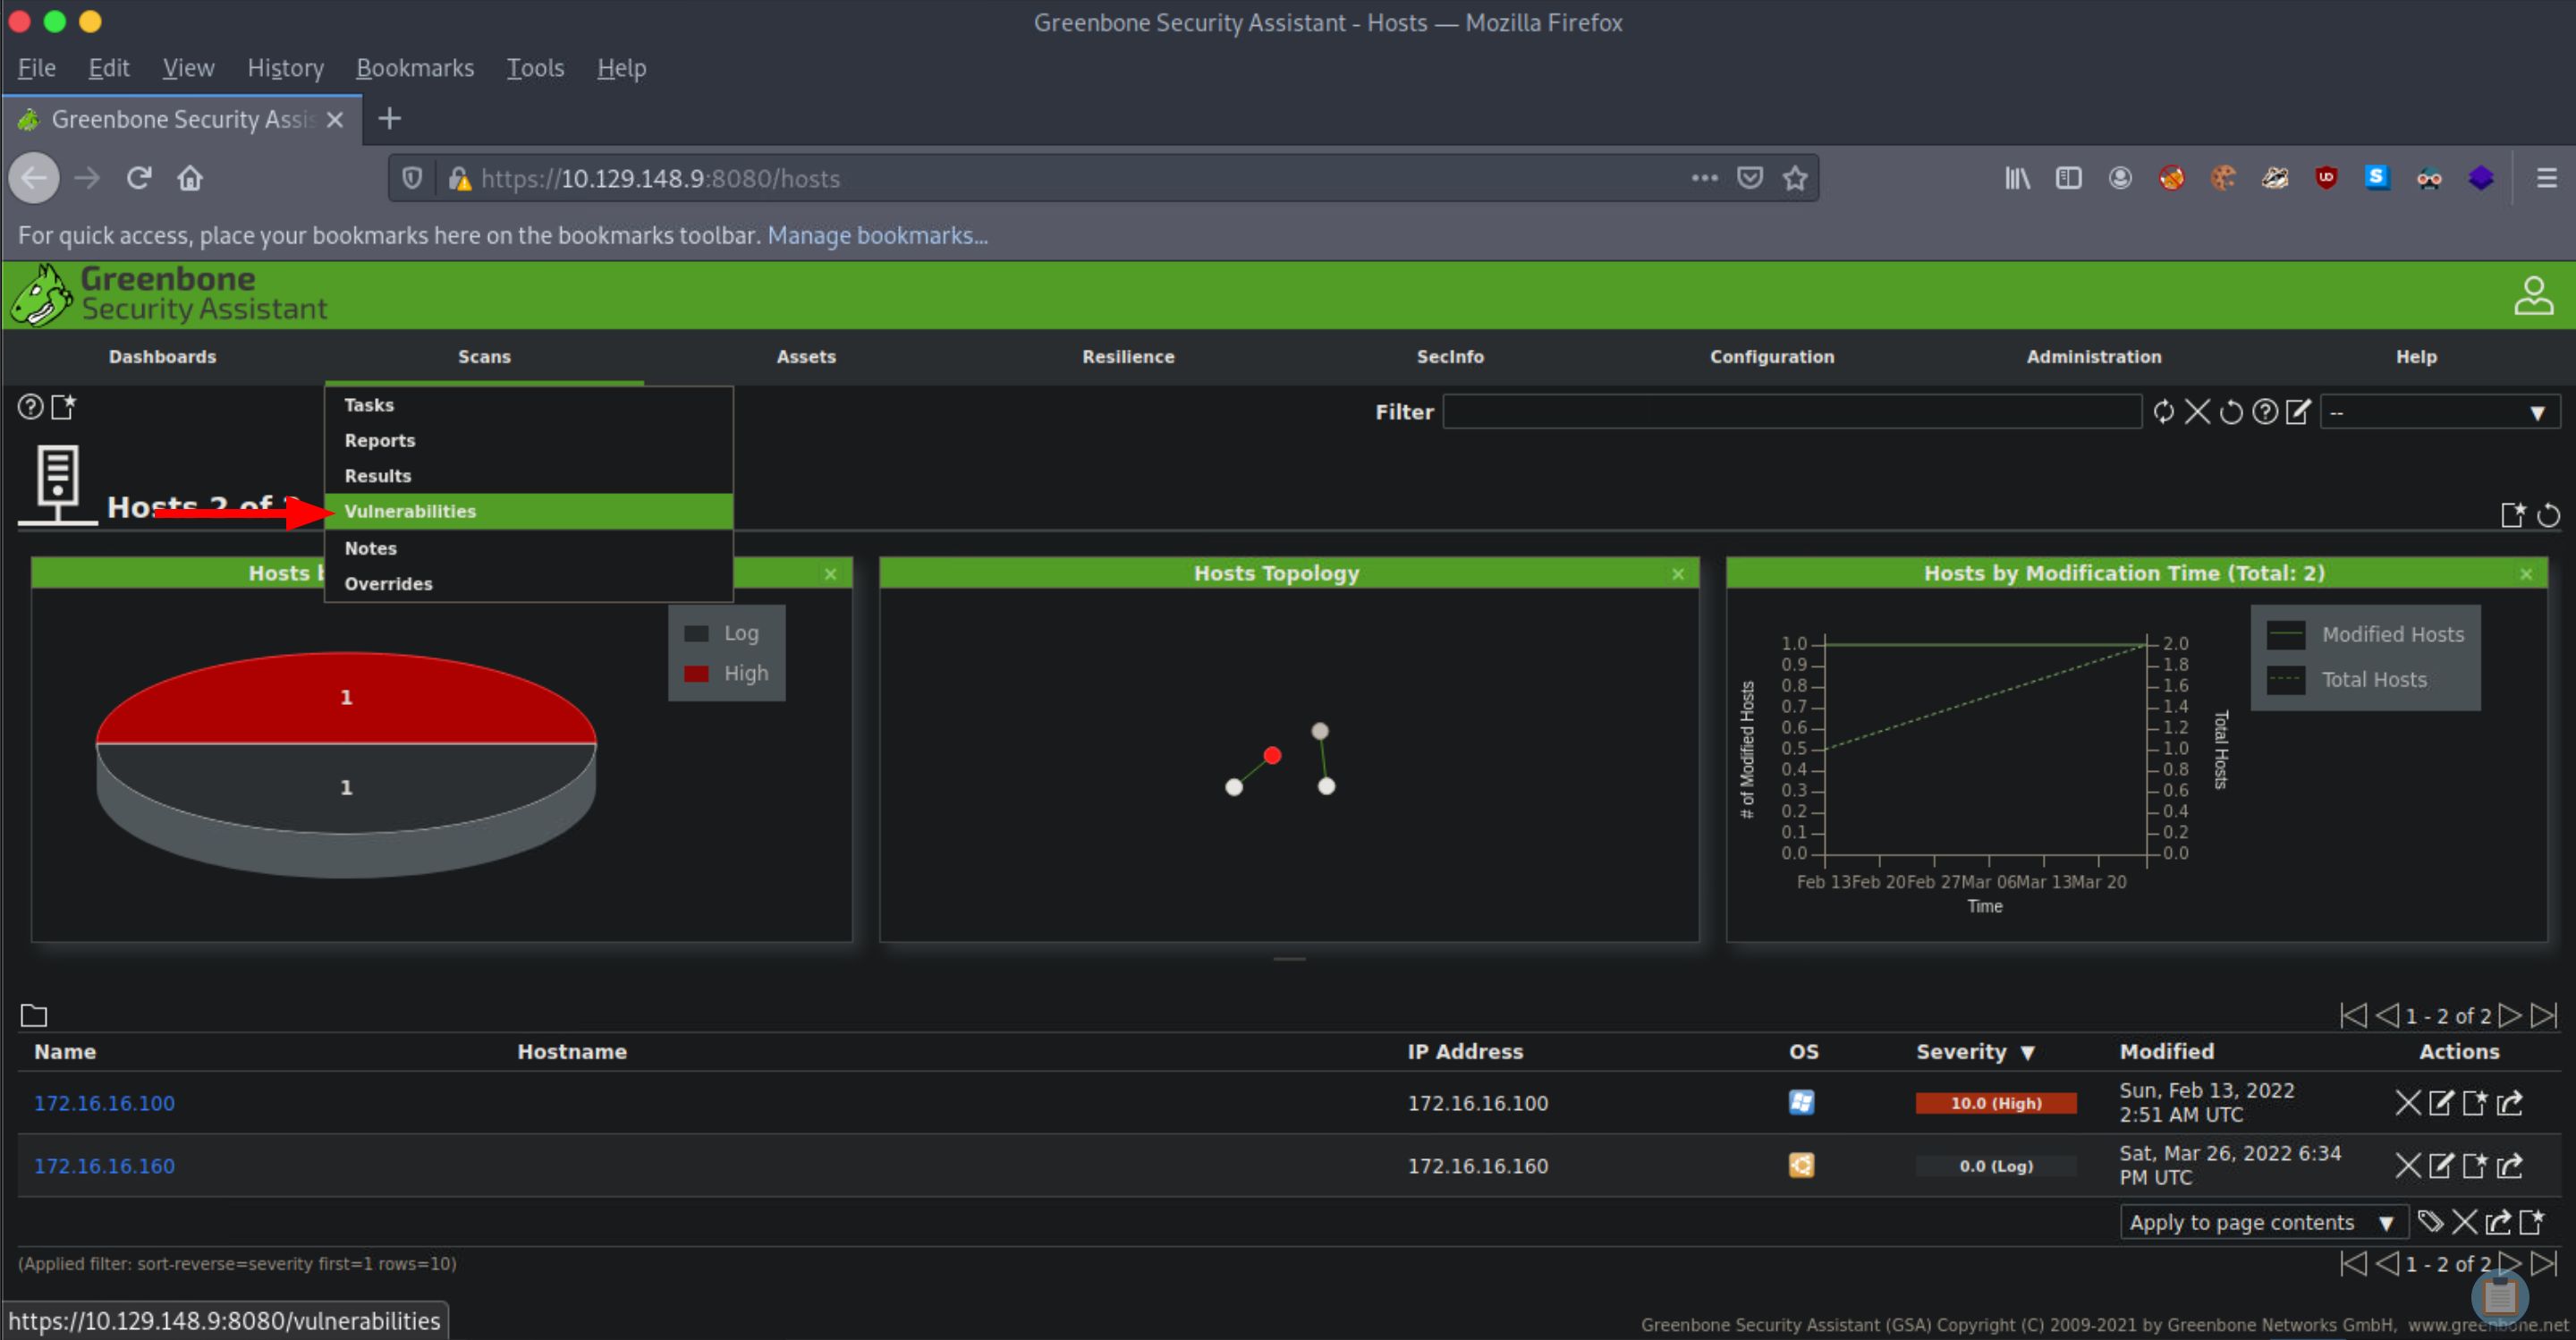 Greenbone Security Assistant - Hosts — Mozilla Firefox
File Edit View History Bookmarks Tools Help
Greenbone Security Assis
https://10.129.148.9:8080/hosts
For quick access, place your bookmarks here on the bookmarks toolbar. Manage bookmarks...
Greenbone
Security Assistant
Dashboards Scans Assets Resilience SecInfo Configuration Administration Help
Tasks
Reports
Results
Vulnerabilities
Notes
Overrides
Filter --
Hosts 2 of
Hosts
Log
High
1
1
Hosts Topology
Hosts by Modification Time (Total: 2)
Modified Hosts
Total Hosts
# of Modified Hosts
1.0
0.9
0.8
0.7
0.6
0.5
0.4
0.3
0.2
0.1
0.0
2.0
1.8
1.6
1.4
1.2
1.0
0.8
0.6
0.4
0.2
0.0
Total Hosts
Feb 13 Feb 20 Feb 27 Mar 06 Mar 13 Mar 20
Time
1 - 2 of 2
Name Hostname IP Address OS Severity ▼ Modified Actions
172.16.16.100 172.16.16.100 10.0 (High) Sun, Feb 13, 2022
2:51 AM UTC
172.16.16.160 172.16.16.160 0.0 (Log) Sat, Mar 26, 2022 6:34
PM UTC
Apply to page contents ▼
(Applied filter: sort-reverse=severity first=1 rows=10)
1 - 2 of 2
https://10.129.148.9:8080/vulnerabilities
Greenbone Security Assistant (GSA) Copyright (C) 2009-2021 by Greenbone Networks GmbH, www.greenbone.net